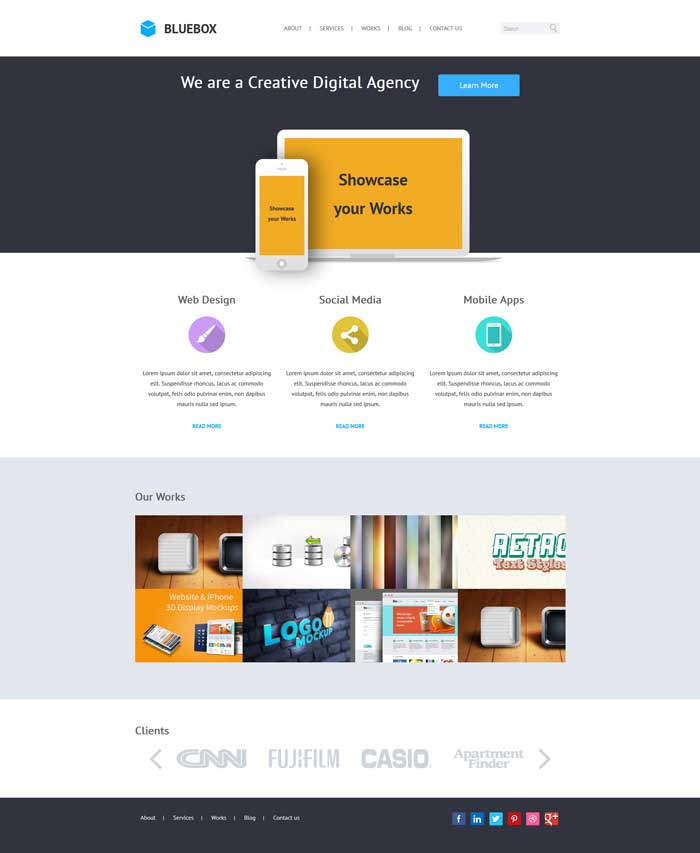 BLUEBOX
ABOUT | SERVICES | WORKS | BLOG | CONTACT US
Search
We are a Creative Digital Agency
Learn More
Showcase
your Works
Showcase
your Works
Web Design
Social Media
Mobile Apps
Lorem ipsum dolor sit amet, consectetur adipiscing
elit. Suspendisse rhoncus, lacus ac commodo
volutpat, felis odio pulvinar enim, non dapibus
mauris nulla sed ipsum.
Lorem ipsum dolor sit amet, consectetur adipiscing
elit. Suspendisse rhoncus, lacus ac commodo
volutpat, felis odio pulvinar enim, non dapibus
mauris nulla sed ipsum.
Lorem ipsum dolor sit amet, consectetur adipiscing
elit. Suspendisse rhoncus, lacus ac commodo
volutpat, felis odio pulvinar enim, non dapibus
mauris nulla sed ipsum.
READ MORE
READ MORE
READ MORE
Our Works
RETRO
Text Styles
Website & iPhone
3D Display Mockups
LOGO
MOCKUP
Clients
CNN
FUJIFILM
CASIO
Apartment
Finder
About | Services | Works | Blog | Contact us
f
in
g+